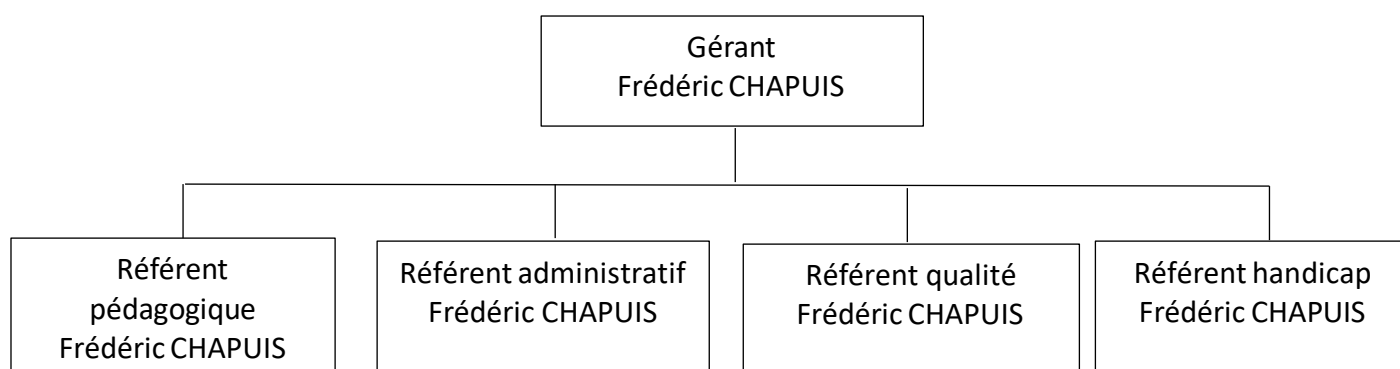 Gérant
Frédéric CHAPUIS
Référent
pédagogique
Frédéric CHAPUIS
Référent administratif
Frédéric CHAPUIS
Référent qualité
Frédéric CHAPUIS
Référent handicap
Frédéric CHAPUIS